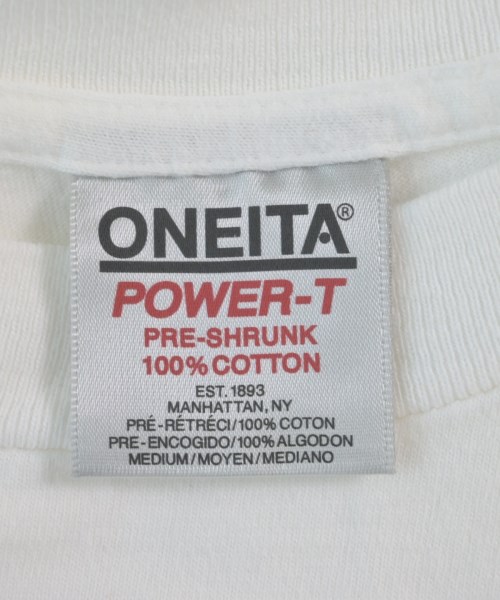 ONEITA®
POWER-T
PRE-SHRUNK
100% COTTON
EST. 1893
MANHATTAN, NY
PRÉ-RÉTRÉCI/100% COTON
PRE-ENCOGIDO/100% ALGODON
MEDIUM/MOYEN/MEDIANO